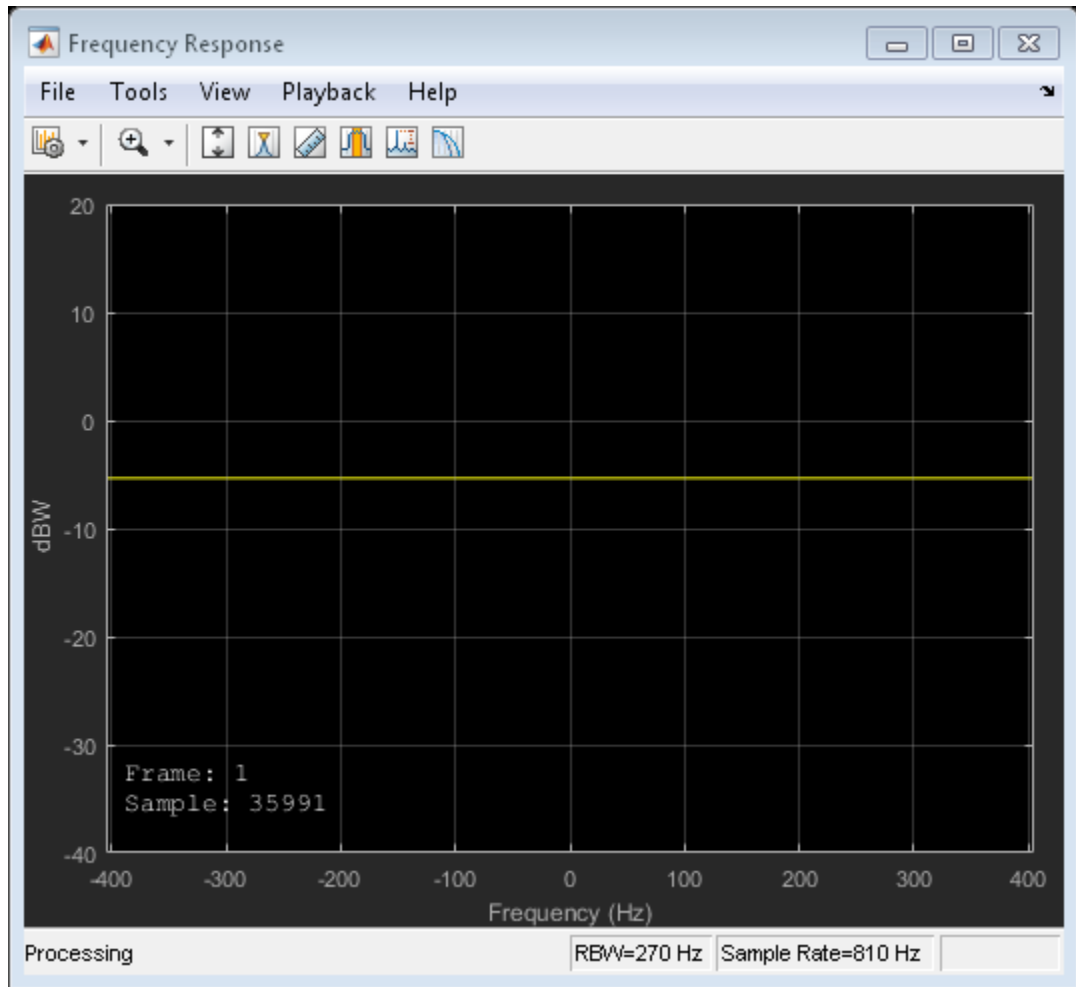 Frequency Response
File Tools View Playback Help
20
10
0
-10
-20
-30
-40
dBW
Frame: 1
Sample: 35991
-400 -300 -200 -100 0 100 200 300 400
Frequency (Hz)
Processing RBW=270 Hz Sample Rate=810 Hz